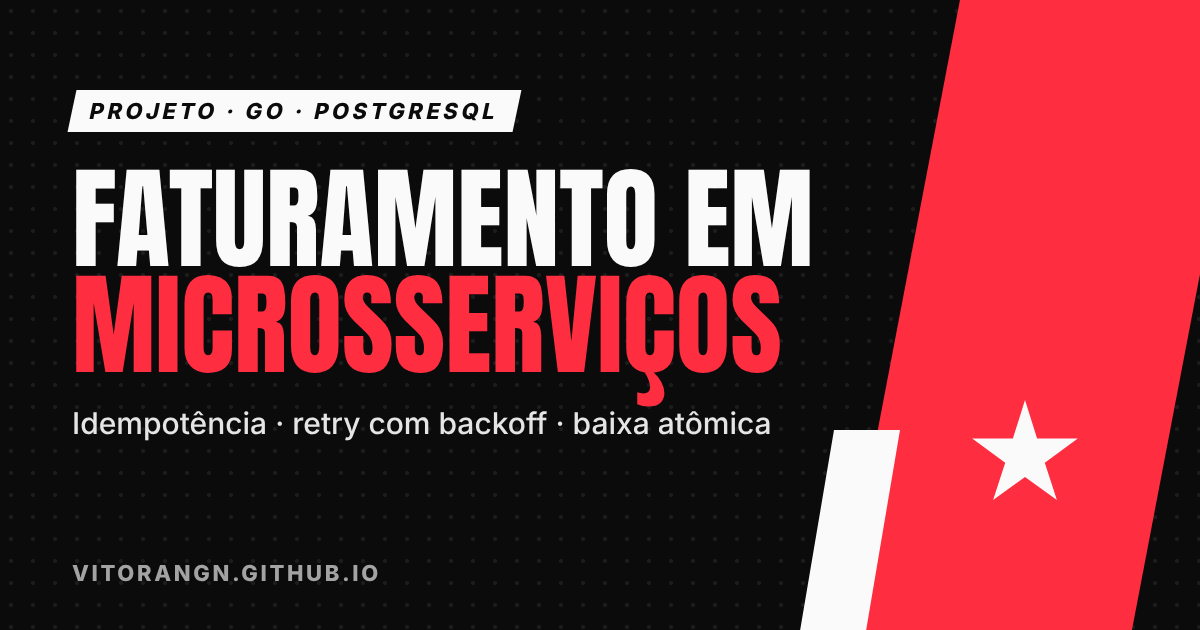 PROJETO · GO · POSTGRESQL
FATURAMENTO EM
MICROSSERVIÇOS
Idempotência · retry com backoff · baixa atômica
VITORANGN.GITHUB.IO